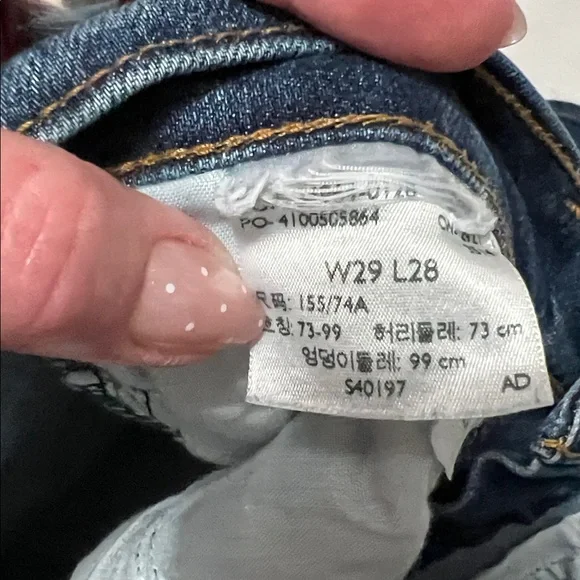 PO- 4100505864
W29 L28
155/74A
73-99 허리둘레: 73 cm
엉덩이둘레: 99 cm
S40197 AD